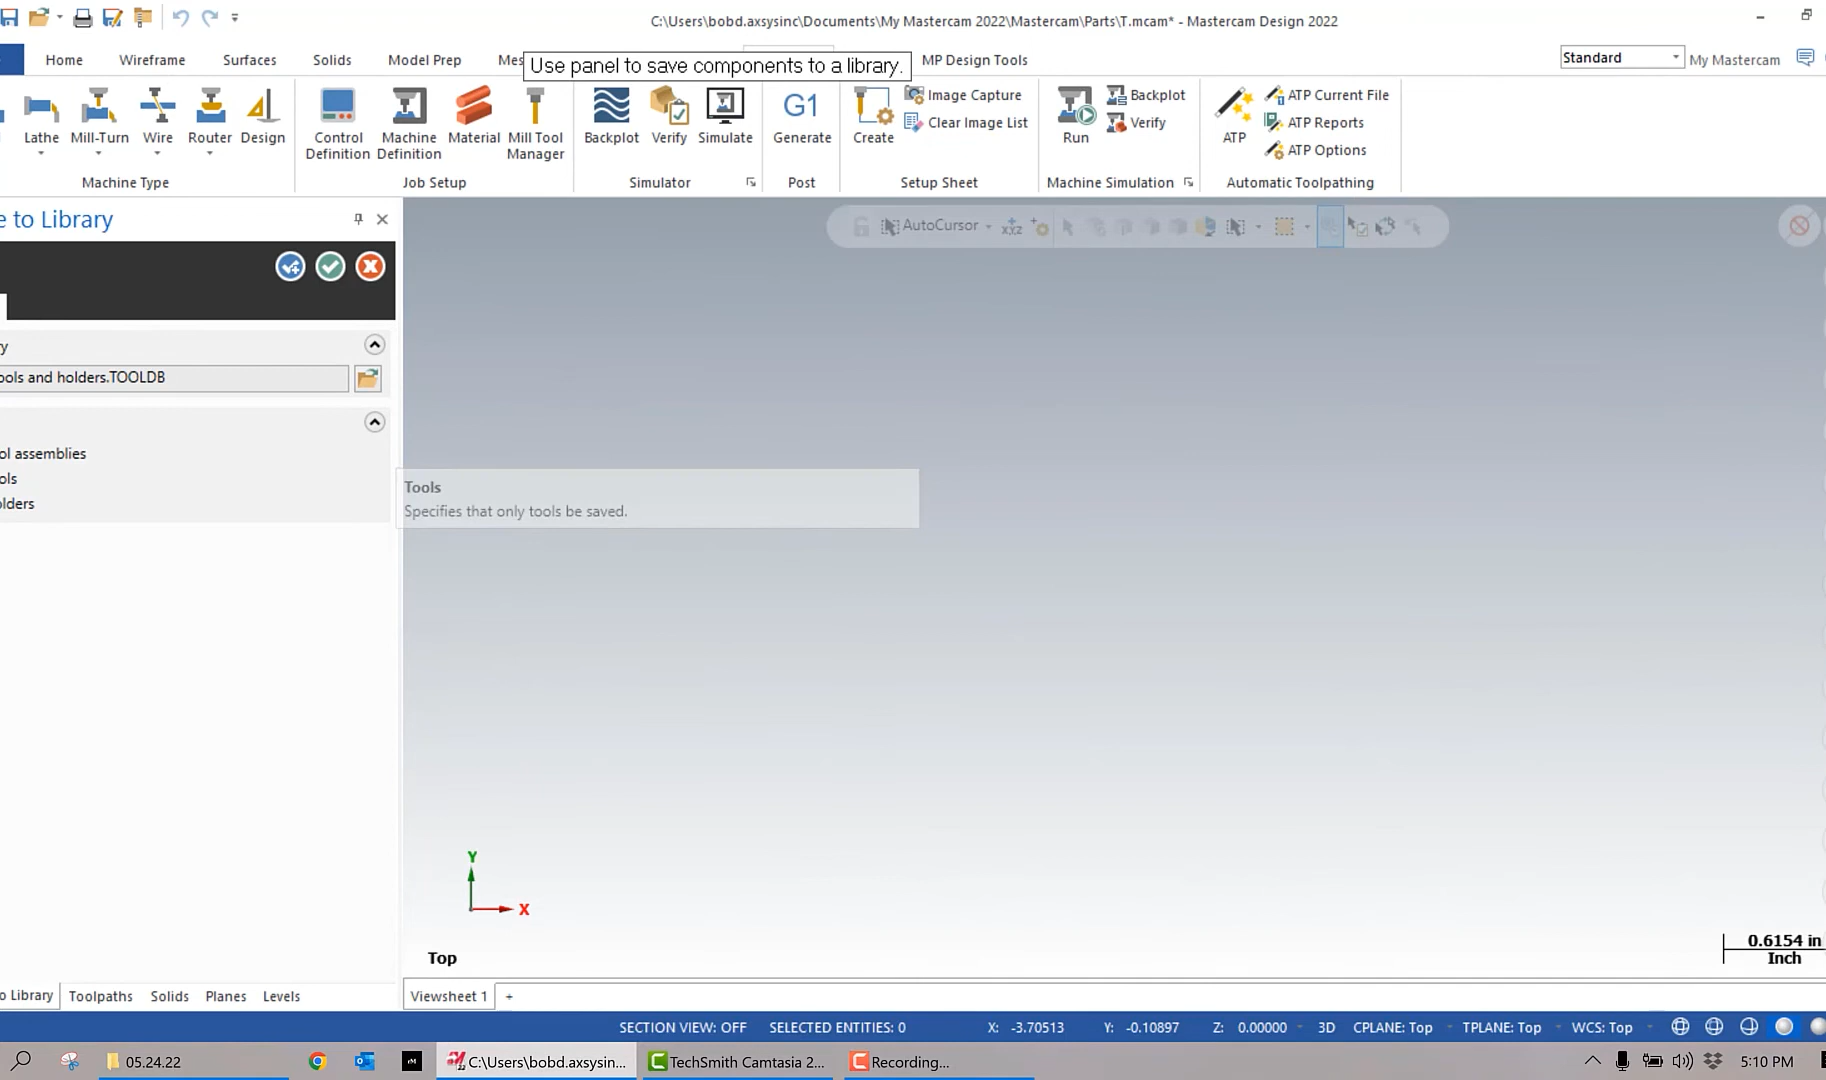 C:\Users\bobd.axsysinc\Documents\My Mastercam 2022\Mastercam\Parts\T.mcam* - Mastercam Design 2022
Home
Wireframe
Surfaces
Solids
Model Prep
Mes
Use panel to save components to a library.
MP Design Tools
Standard
My Mastercam
Lathe
Mill-Turn
Wire
Router
Design
Machine Type
Control
Definition
Machine
Definition
Material
Mill Tool
Manager
Job Setup
Backplot
Verify
Simulate
Simulator
G1
Generate
Post
Create
Image Capture
Clear Image List
Setup Sheet
Run
Backplot
Verify
Machine Simulation
ATP
ATP Current File
ATP Reports
ATP Options
Automatic Toolpathing
e to Library
AutoCursor
ry
ools and holders.TOOLDB
ol assemblies
ols
olders
Tools
Specifies that only tools be saved.
Y
X
Top
0.6154 in
Inch
o Library
Toolpaths
Solids
Planes
Levels
Viewsheet 1
+
SECTION VIEW: OFF
SELECTED ENTITIES: 0
X: -3.70513
Y: -0.10897
Z: 0.00000
3D
CPLANE: Top
TPLANE: Top
WCS: Top
05.24.22
C:\Users\bobd.axsysin...
TechSmith Camtasia 2...
Recording...
5:10 PM